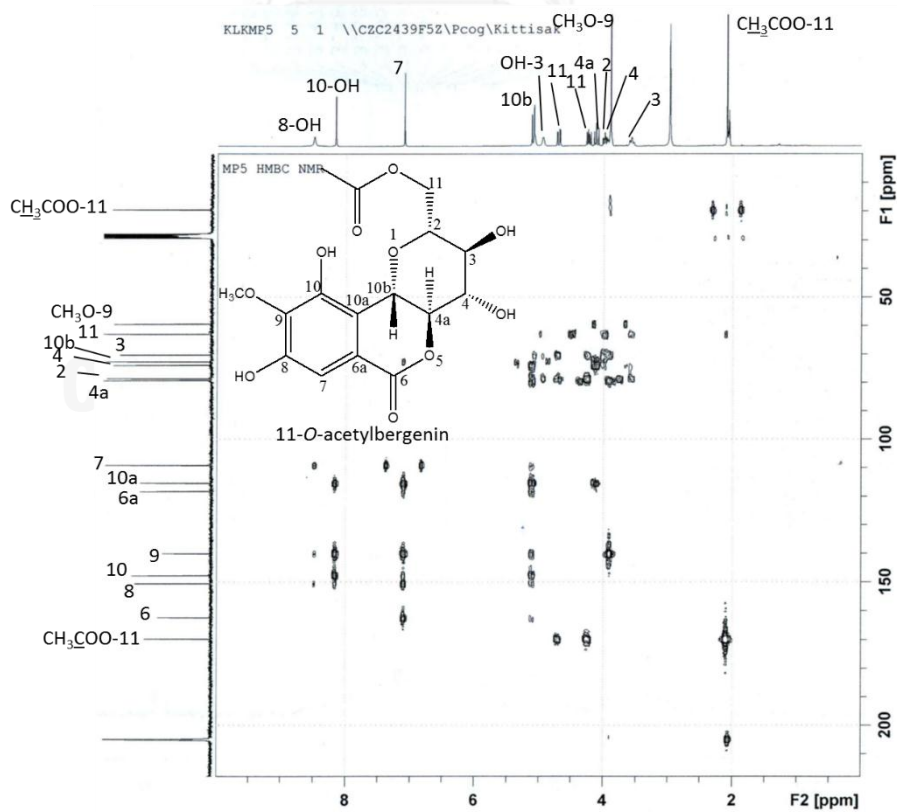 KLKMP5 5 1 \\CZC2439F5Z\Pcog\Kittisak
CH3O-9
CH3COO-11
7
10-OH
8-OH
10b
OH-3
11
11
4a
2
4
3
MP5 HMBC NMR
CH3COO-11
CH3O-9
11
10b
3
4
2
4a
7
10a
6a
9
10
8
6
CH3COO-11
O
O
11
2
1
O
3
OH
H
OH
10
10b
4
H3CO
9
10a
4a
OH
H
8
6a
O
5
HO
7
6
O
11-O-acetylbergenin
F1 [ppm]
50
100
150
200
8
6
4
2
F2 [ppm]